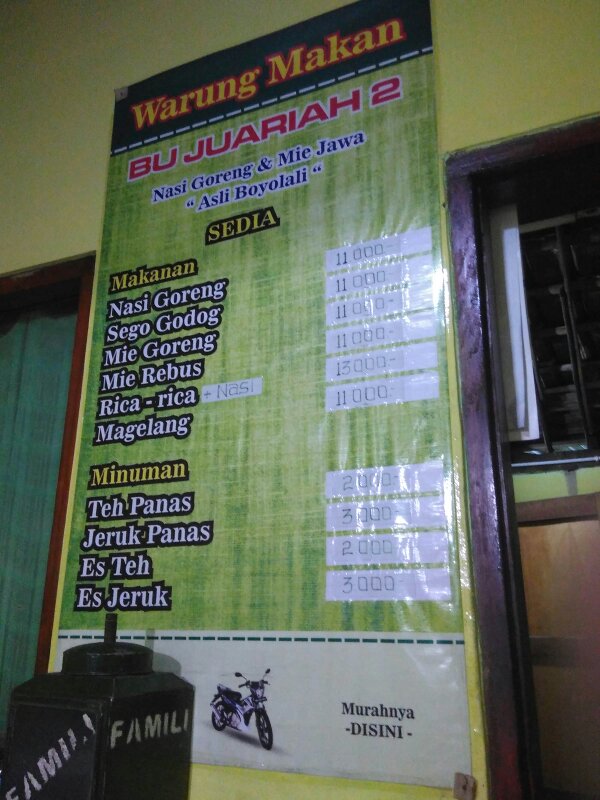 Warung Makan
BU JUARIAH 2
Nasi Goreng & Mie Jawa
" Asli Boyolali "
SEDIA
Makanan
Nasi Goreng 11 000.-
Sego Godog 11 000
Mie Goreng 11 000.-
Mie Rebus 11 000.-
Rica - rica + Nasi 13 000.-
Magelang 11 000.-
Minuman
Teh Panas 2 000.-
Jeruk Panas 3 000.-
Es Teh 2 000.-
Es Jeruk 3 000.-
Murahnya
-DISINI -
FAMILI FAMILI